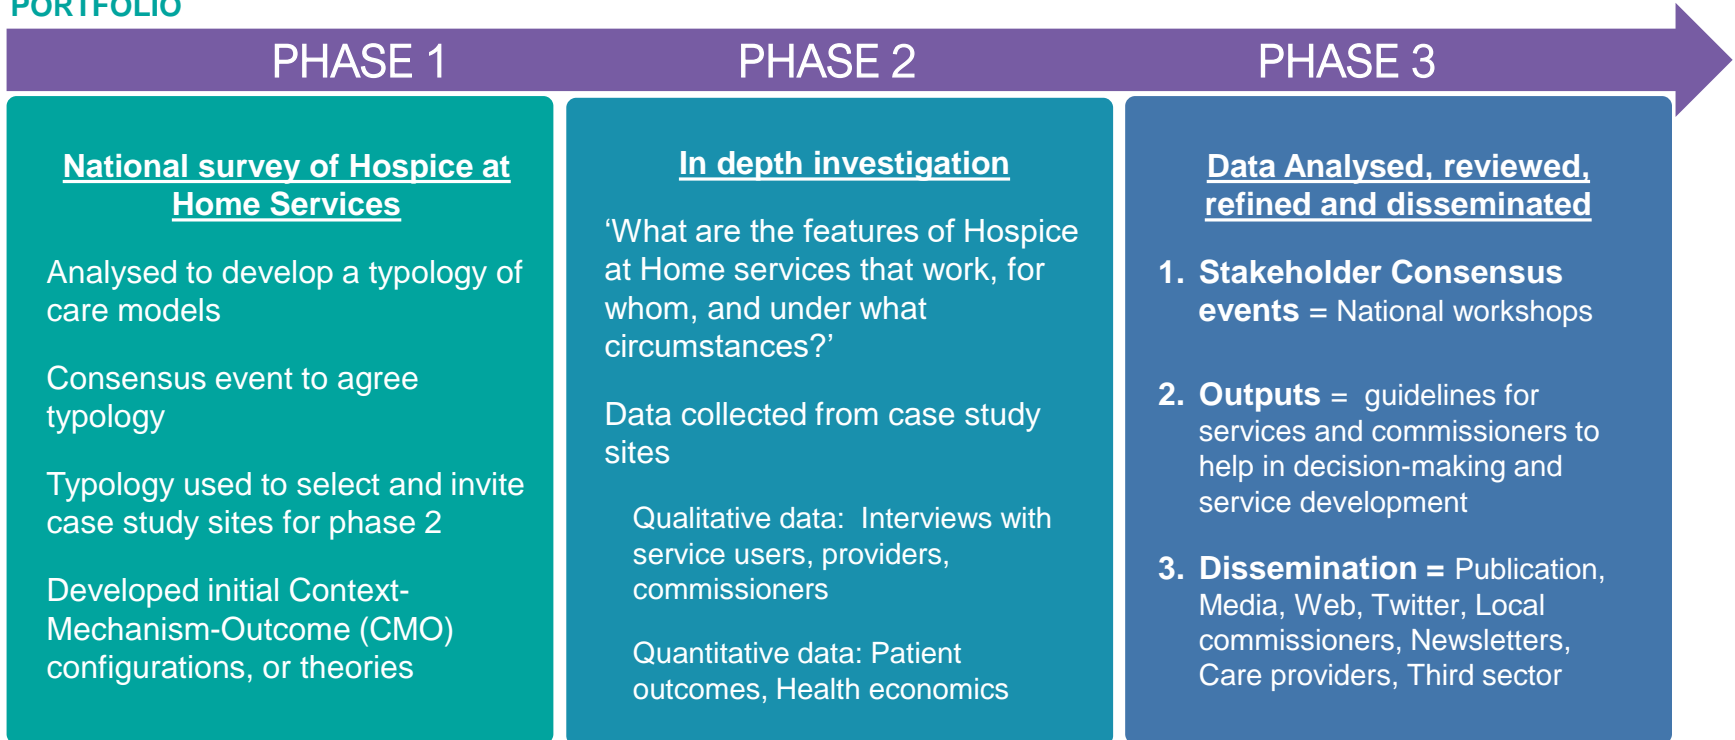 PORTFOLIO
PHASE 1
PHASE 2
PHASE 3
National survey of Hospice at
Home Services
Analysed to develop a typology of
care models
Consensus event to agree
typology
Typology used to select and invite
case study sites for phase 2
Developed initial Context-
Mechanism-Outcome (CMO)
configurations, or theories
In depth investigation
‘What are the features of Hospice
at Home services that work, for
whom, and under what
circumstances?’
Data collected from case study
sites
Qualitative data:  Interviews with
service users, providers,
commissioners
Quantitative data: Patient
outcomes, Health economics
Data Analysed, reviewed,
refined and disseminated
1. Stakeholder Consensus
events = National workshops
2. Outputs =  guidelines for
services and commissioners to
help in decision-making and
service development
3. Dissemination = Publication,
Media, Web, Twitter, Local
commissioners, Newsletters,
Care providers, Third sector